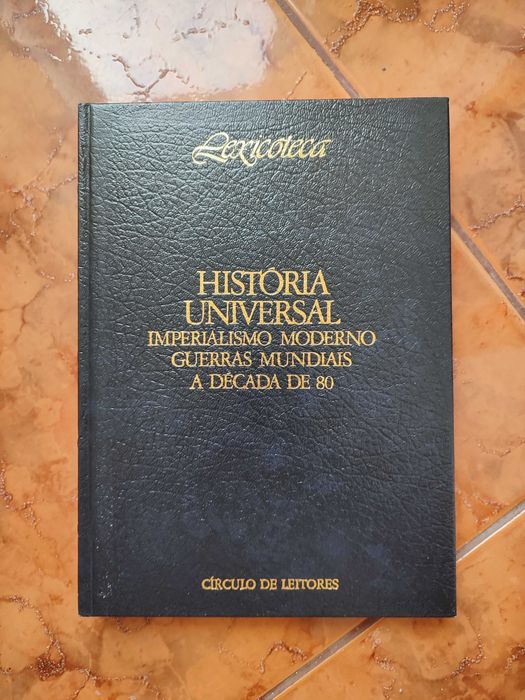 Lexicoteca
HISTÓRIA
UNIVERSAL
IMPERIALISMO MODERNO
GUERRAS MUNDIAIS
A DÉCADA DE 80
CÍRCULO DE LEITORES